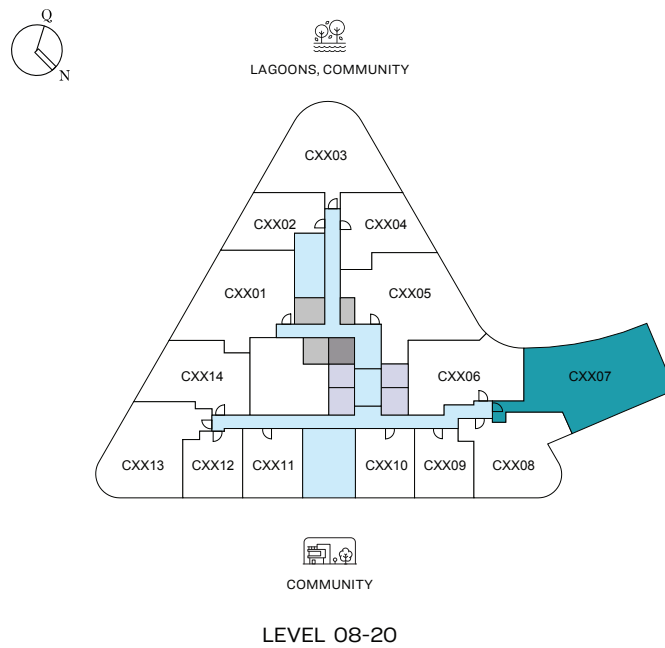 Q
N
LAGOONS, COMMUNITY
CXX03
CXX02
CXX04
CXX01
CXX05
CXX14
CXX06
CXX07
CXX13
CXX12
CXX11
CXX10
CXX09
CXX08
COMMUNITY
LEVEL 08-20